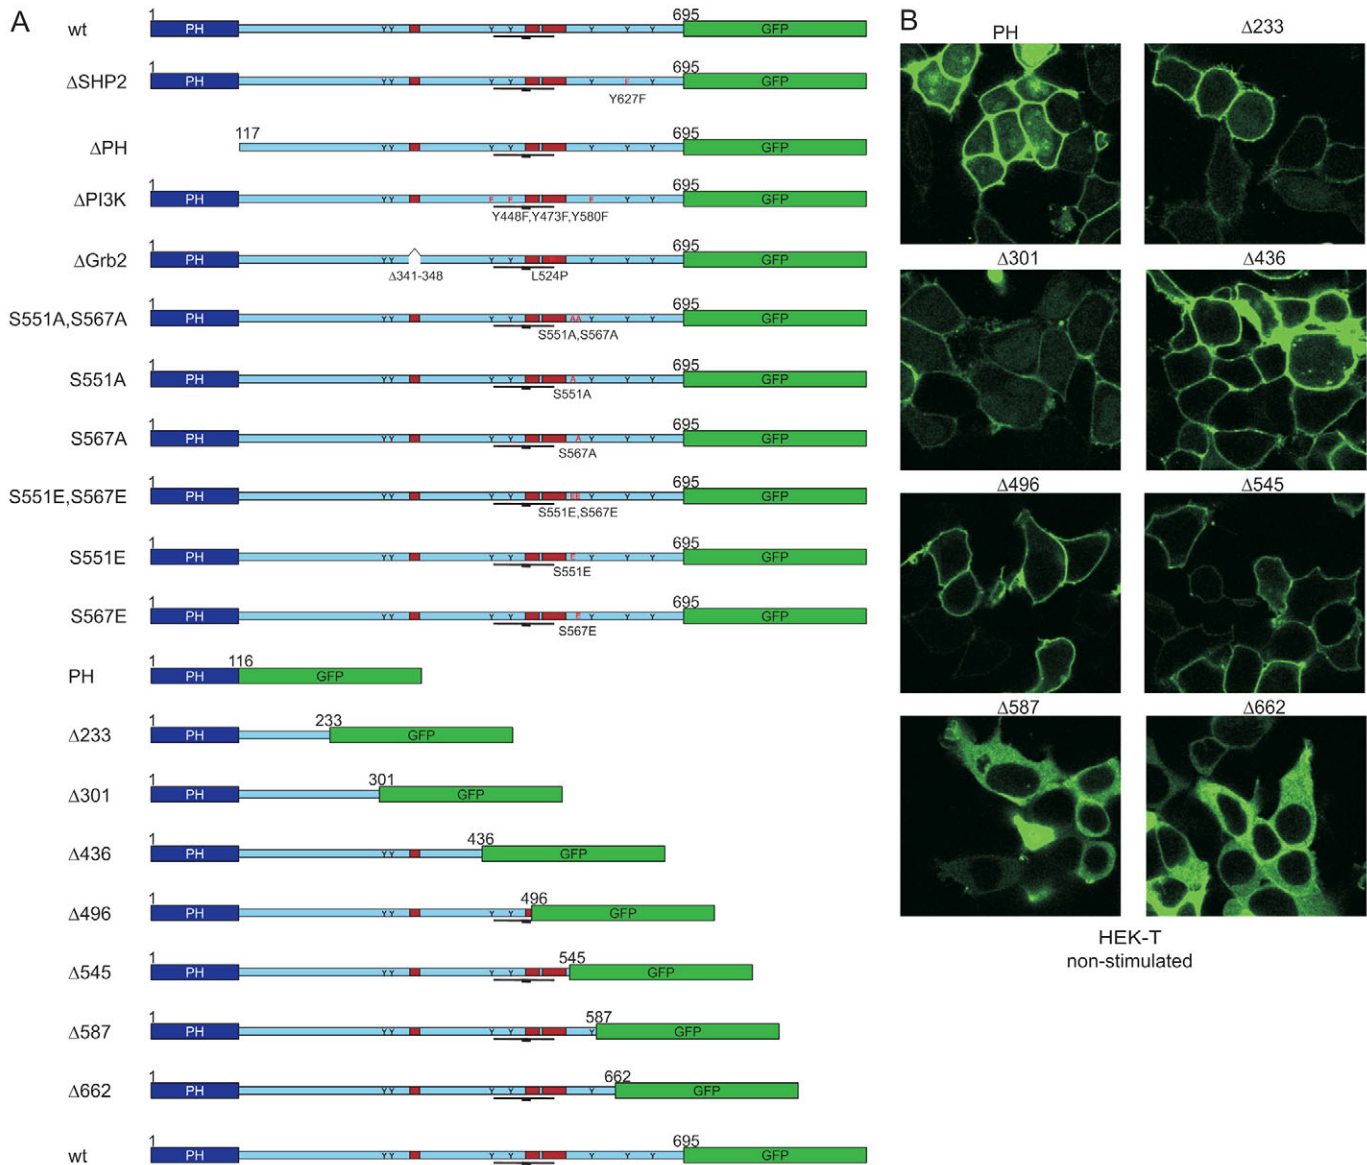 A
wt
1
695
PH
Y Y
Y
Y
Y
Y
Y
GFP
ΔSHP2
1
695
PH
Y Y
Y
Y
Y
F
Y
GFP
Y627F
ΔPH
117
695
Y Y
Y
Y
Y
Y
Y
GFP
ΔPI3K
1
695
PH
Y Y
F
F
F
Y
Y
GFP
Y448F,Y473F,Y580F
ΔGrb2
1
695
PH
Y Y
Y
Y
Y
Y
Y
GFP
Δ341-348
L524P
S551A,S567A
1
695
PH
Y Y
Y
Y
AA
Y
Y
Y
GFP
S551A,S567A
S551A
1
695
PH
Y Y
Y
Y
A
Y
Y
Y
GFP
S551A
S567A
1
695
PH
Y Y
Y
Y
A
Y
Y
Y
GFP
S567A
S551E,S567E
1
695
PH
Y Y
Y
Y
EE
Y
Y
Y
GFP
S551E,S567E
S551E
1
695
PH
Y Y
Y
Y
E
Y
Y
Y
GFP
S551E
S567E
1
695
PH
Y Y
Y
Y
E
Y
Y
Y
GFP
S567E
PH
1
116
PH
GFP
Δ233
1
233
PH
GFP
Δ301
1
301
PH
GFP
Δ436
1
436
PH
Y Y
GFP
Δ496
1
496
PH
Y Y
Y
Y
GFP
Δ545
1
545
PH
Y Y
Y
Y
GFP
Δ587
1
587
PH
Y Y
Y
Y
Y
GFP
Δ662
1
662
PH
Y Y
Y
Y
Y
GFP
wt
1
695
PH
Y Y
Y
Y
Y
Y
Y
GFP
B
PH
Δ233
Δ301
Δ436
Δ496
Δ545
Δ587
Δ662
HEK-T
non-stimulated